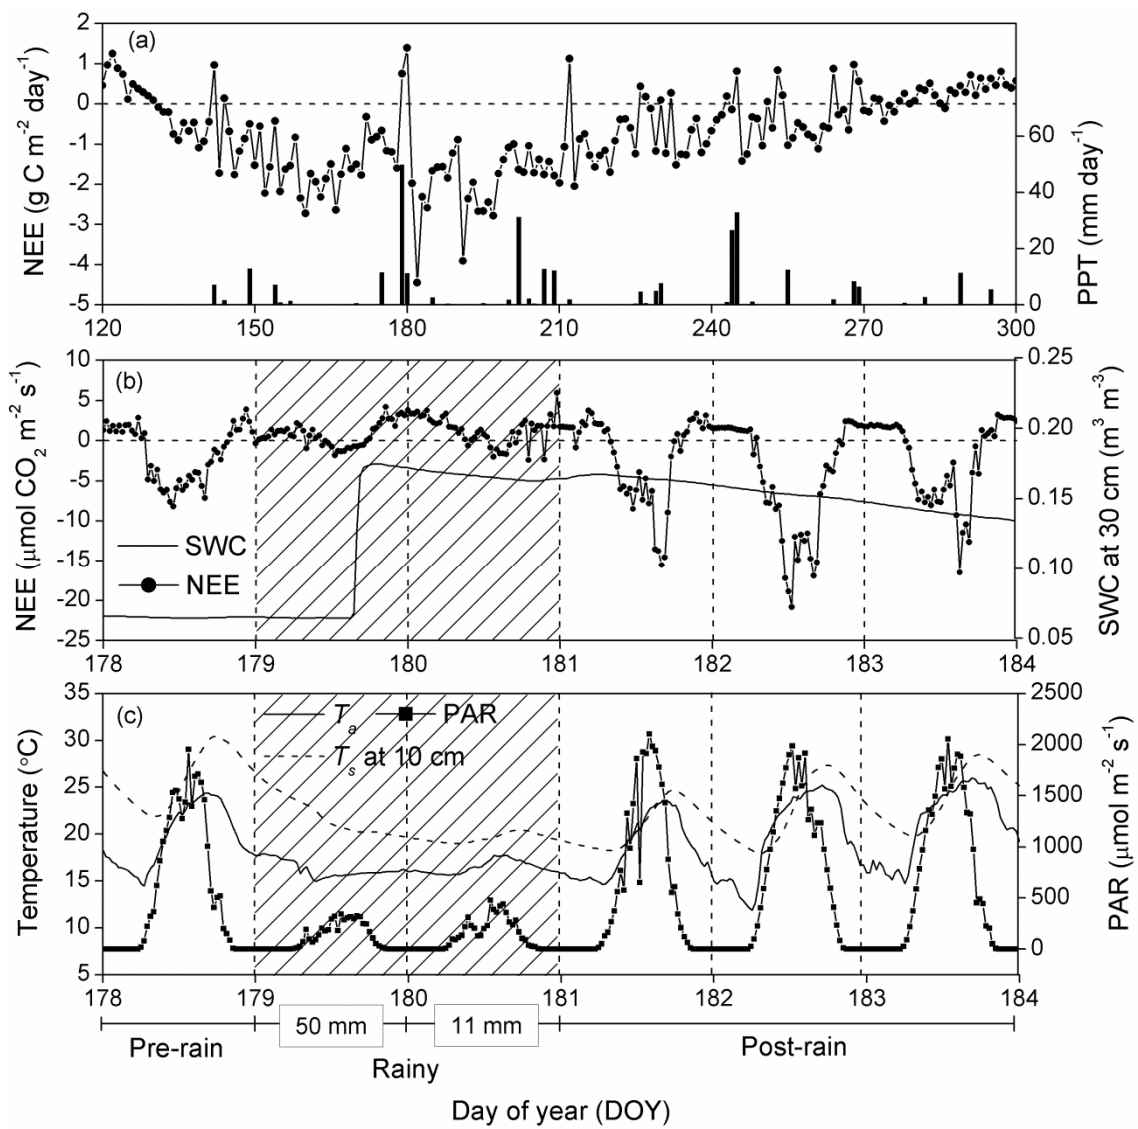 (a)
NEE (g C m⁻² day⁻¹)
2
1
0
-1
-2
-3
-4
-5
60
40
20
0
PPT (mm day⁻¹)
120 150 180 210 240 270 300
(b)
NEE (μmol CO₂ m⁻² s⁻¹)
10
5
0
-5
-10
-15
-20
-25
SWC
NEE
0.25
0.20
0.15
0.10
0.05
SWC at 30 cm (m³ m⁻³)
178 179 180 181 182 183 184
(c)
Tₐ PAR
Tₛ at 10 cm
Temperature (°C)
35
30
25
20
15
10
5
2500
2000
1500
1000
500
0
PAR (μmol m⁻² s⁻¹)
178 179 180 181 182 183 184
50 mm 11 mm
Pre-rain Rainy Post-rain
Day of year (DOY)